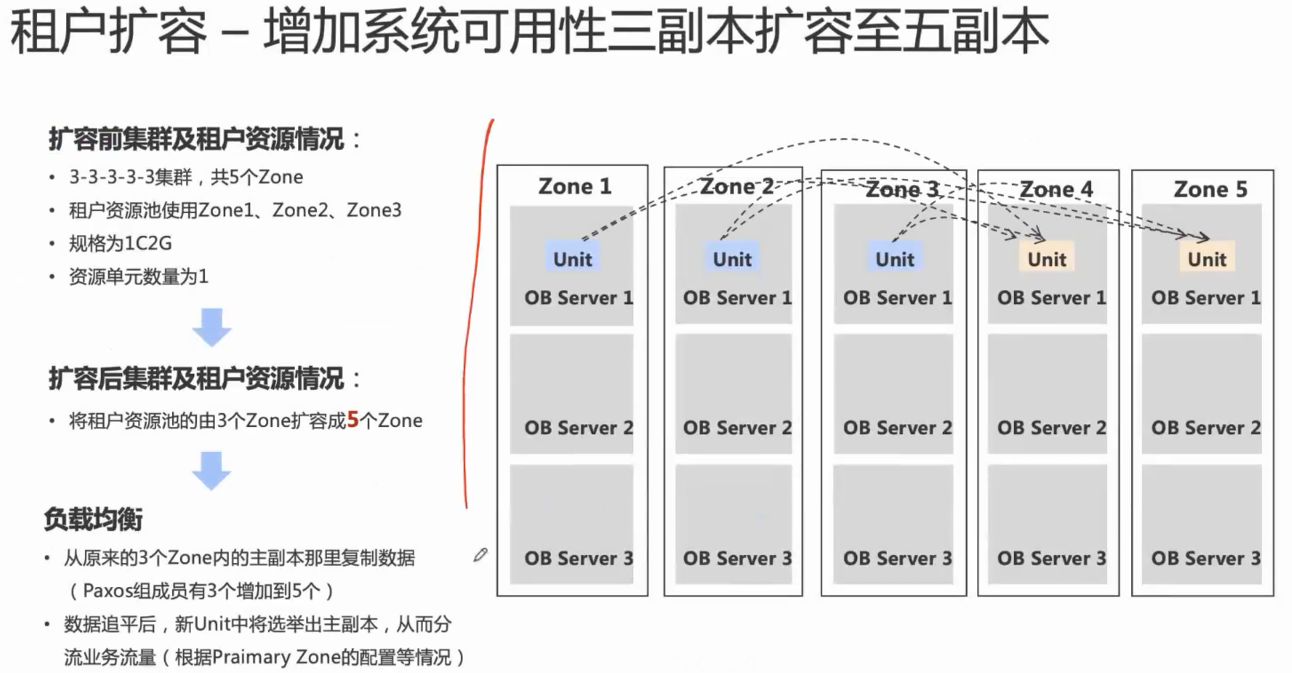 租户扩容 – 增加系统可用性三副本扩容至五副本
扩容前集群及租户资源情况：
• 3-3-3-3-3集群，共5个Zone
• 租户资源池使用Zone1、Zone2、Zone3
• 规格为1C2G
• 资源单元数量为1
扩容后集群及租户资源情况：
• 将租户资源池的由3个Zone扩容成5个Zone
负载均衡
• 从原来的3个Zone内的主副本那里复制数据
（Paxos组成员有3个增加到5个）
• 数据追平后，新Unit中将选举出主副本，从而分
流业务流量（根据Praimary Zone的配置等情况）
Zone 1
Unit
OB Server 1
OB Server 2
OB Server 3
Zone 2
Unit
OB Server 1
OB Server 2
OB Server 3
Zone 3
Unit
OB Server 1
OB Server 2
OB Server 3
Zone 4
Unit
OB Server 1
OB Server 2
OB Server 3
Zone 5
Unit
OB Server 1
OB Server 2
OB Server 3